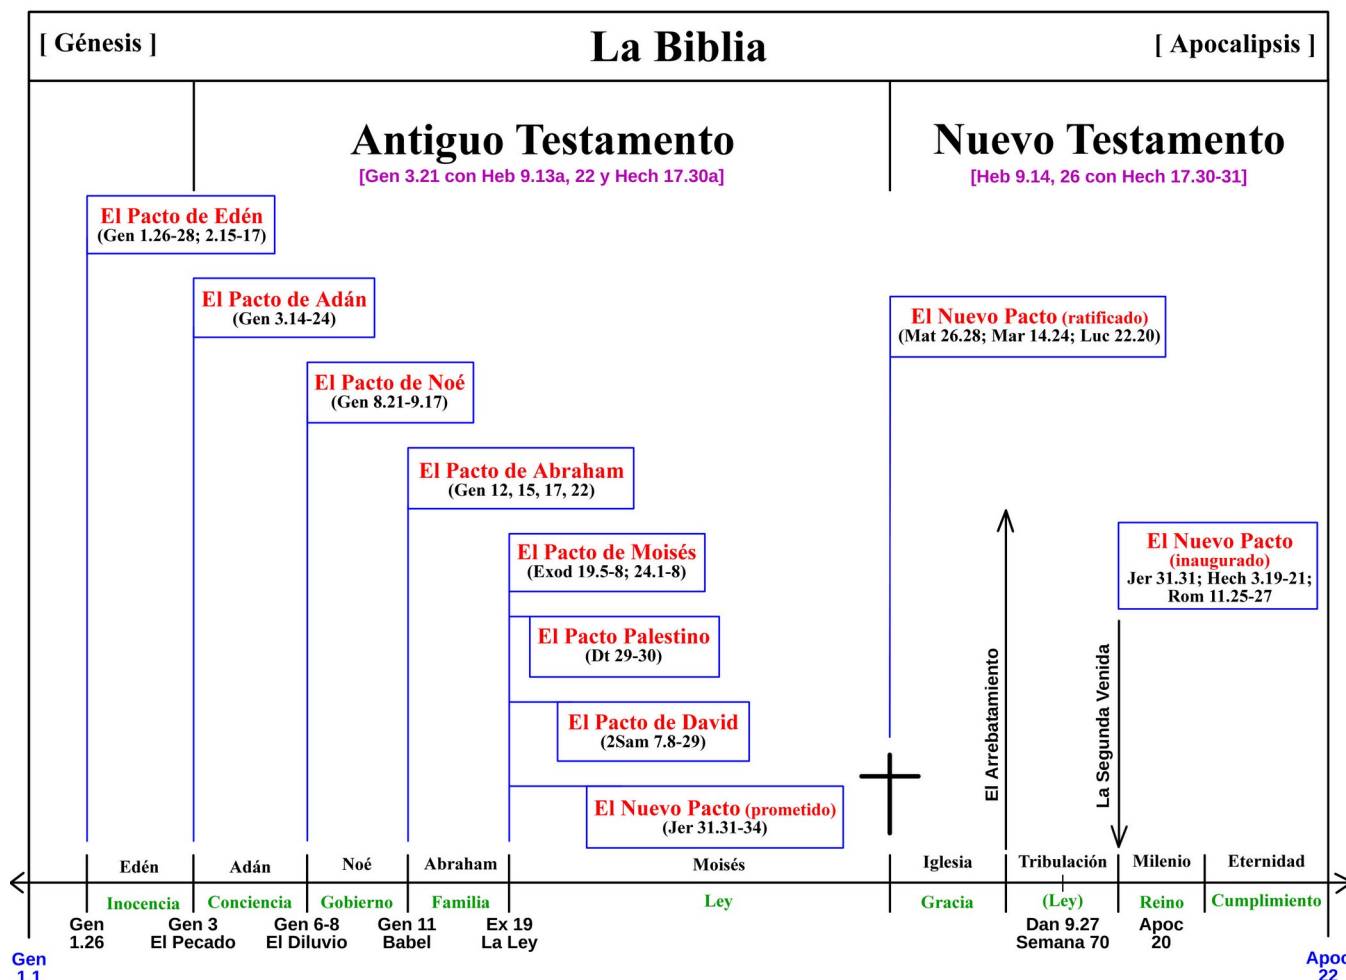 [ Génesis ]
La Biblia
[ Apocalipsis ]
Antiguo Testamento
[Gen 3.21 con Heb 9.13a, 22 y Hech 17.30a]
Nuevo Testamento
[Heb 9.14, 26 con Hech 17.30-31]
El Pacto de Edén
(Gen 1.26-28; 2.15-17)
El Pacto de Adán
(Gen 3.14-24)
El Nuevo Pacto (ratificado)
(Mat 26.28; Mar 14.24; Luc 22.20)
El Pacto de Noé
(Gen 8.21-9.17)
El Pacto de Abraham
(Gen 12, 15, 17, 22)
El Pacto de Moisés
(Exod 19.5-8; 24.1-8)
El Nuevo Pacto
(inaugurado)
Jer 31.31; Hech 3.19-21;
Rom 11.25-27
El Pacto Palestino
(Dt 29-30)
El Pacto de David
(2Sam 7.8-29)
El Arrebatamiento
La Segunda Venida
El Nuevo Pacto (prometido)
(Jer 31.31-34)
Edén
Adán
Noé
Abraham
Moisés
Iglesia
Tribulación
Milenio
Eternidad
Inocencia
Conciencia
Gobierno
Familia
Ley
Gracia
(Ley)
Reino
Cumplimiento
Gen
1.26
Gen 3
El Pecado
Gen 6-8
El Diluvio
Gen 11
Babel
Ex 19
La Ley
Dan 9.27
Semana 70
Apoc
20
Gen
1.1
Apoc
22